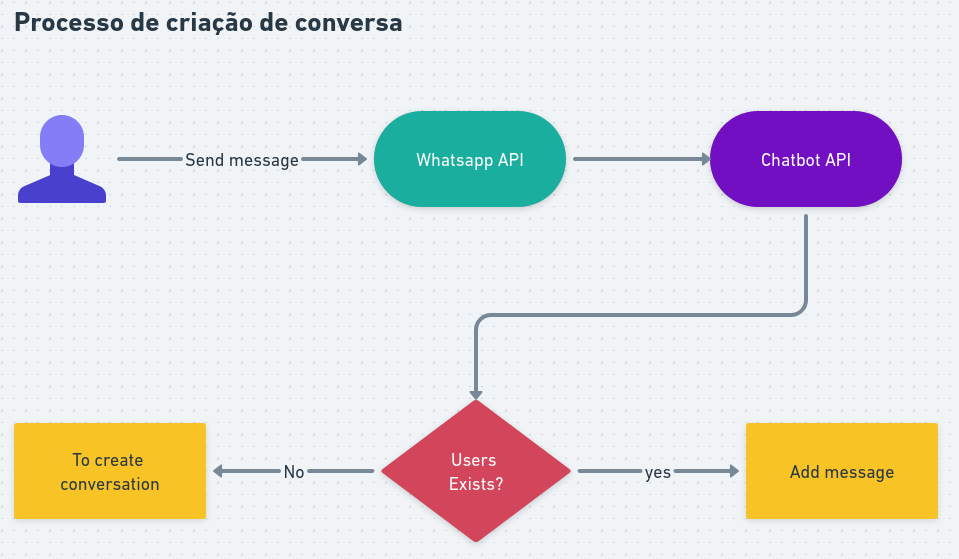 Processo de criação de conversa
Send message
Whatsapp API
Chatbot API
To create
conversation
No
Users
Exists?
yes
Add message